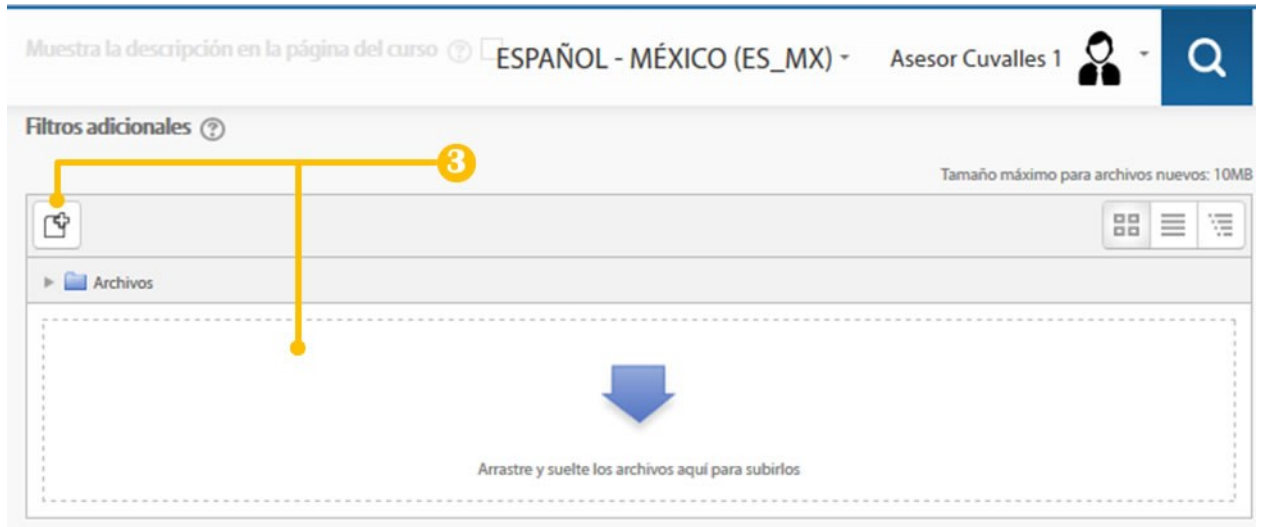 Muestra la descripción en la página del curso
ESPAÑOL - MÉXICO (ES_MX)
Asesor Cuvalles 1
Filtros adicionales
3
Tamaño máximo para archivos nuevos: 10MB
Archivos
Arrastre y suelte los archivos aquí para subirlos